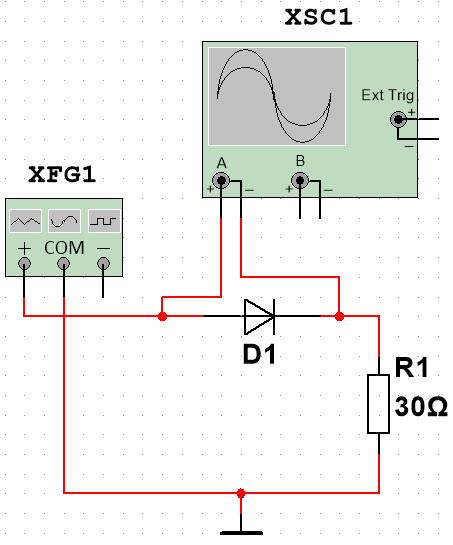 XSC1
Ext Trig
+
−
A
B
+ −
+ −
XFG1
+ COM −
D1
R1
30Ω